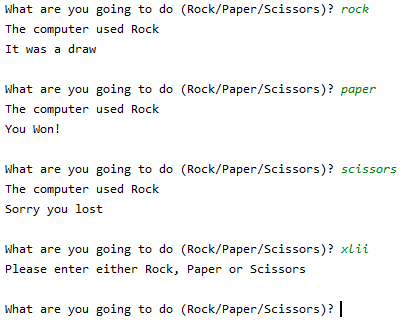 What are you going to do (Rock/Paper/Scissors)? rock
The computer used Rock
It was a draw
What are you going to do (Rock/Paper/Scissors)? paper
The computer used Rock
You Won!
What are you going to do (Rock/Paper/Scissors)? scissors
The computer used Rock
Sorry you lost
What are you going to do (Rock/Paper/Scissors)? xlii
Please enter either Rock, Paper or Scissors
What are you going to do (Rock/Paper/Scissors)?